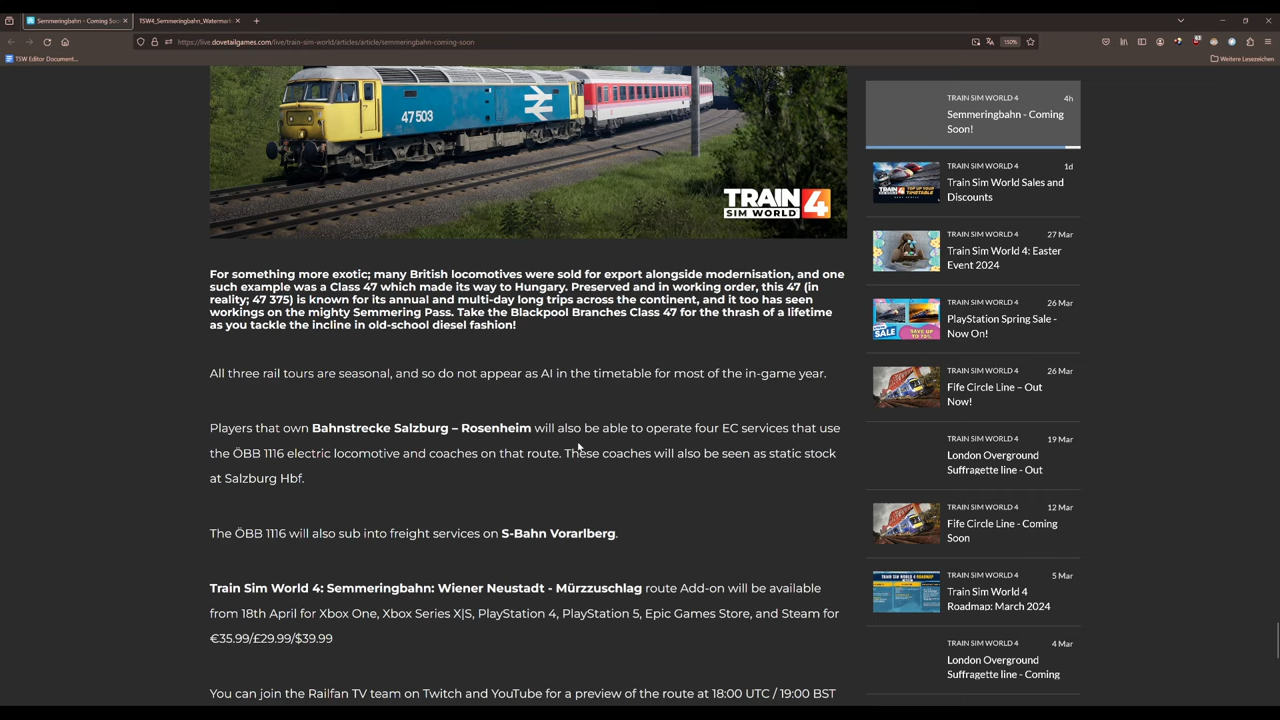 Semmeringbahn - Coming Soo
TSW4_Semmeringbahn_Watermark
https://live.dovetailgames.com/live/train-sim-world/articles/article/semmeringbahn-coming-soon
150%
TSW Editor Document...
Weitere Lesezeichen
47 503
TRAIN
SIM WORLD 4
For something more exotic; many British locomotives were sold for export alongside modernisation, and one
such example was a Class 47 which made its way to Hungary. Preserved and in working order, this 47 (in
reality; 47 375) is known for its annual and multi-day long trips across the continent, and it too has seen
workings on the mighty Semmering Pass. Take the Blackpool Branches Class 47 for the thrash of a lifetime
as you tackle the incline in old-school diesel fashion!
All three rail tours are seasonal, and so do not appear as AI in the timetable for most of the in-game year.
Players that own Bahnstrecke Salzburg – Rosenheim will also be able to operate four EC services that use
the ÖBB 1116 electric locomotive and coaches on that route. These coaches will also be seen as static stock
at Salzburg Hbf.
The ÖBB 1116 will also sub into freight services on S-Bahn Vorarlberg.
Train Sim World 4: Semmeringbahn: Wiener Neustadt - Mürzzuschlag route Add-on will be available
from 18th April for Xbox One, Xbox Series X|S, PlayStation 4, PlayStation 5, Epic Games Store, and Steam for
€35.99/£29.99/$39.99
You can join the Railfan TV team on Twitch and YouTube for a preview of the route at 18:00 UTC / 19:00 BST
TRAIN SIM WORLD 4 4h
Semmeringbahn - Coming
Soon!
TRAIN SIM WORLD 4 1d
Train Sim World Sales and
Discounts
TRAIN SIM WORLD 4 27 Mar
Train Sim World 4: Easter
Event 2024
TRAIN SIM WORLD 4 26 Mar
PlayStation Spring Sale -
Now On!
SALE
TRAIN SIM WORLD 4 26 Mar
Fife Circle Line – Out
Now!
TRAIN SIM WORLD 4 19 Mar
London Overground
Suffragette line - Out
TRAIN SIM WORLD 4 12 Mar
Fife Circle Line - Coming
Soon
TRAIN SIM WORLD 4 5 Mar
Train Sim World 4
Roadmap: March 2024
TRAIN SIM WORLD 4 4 Mar
London Overground
Suffragette line - Coming